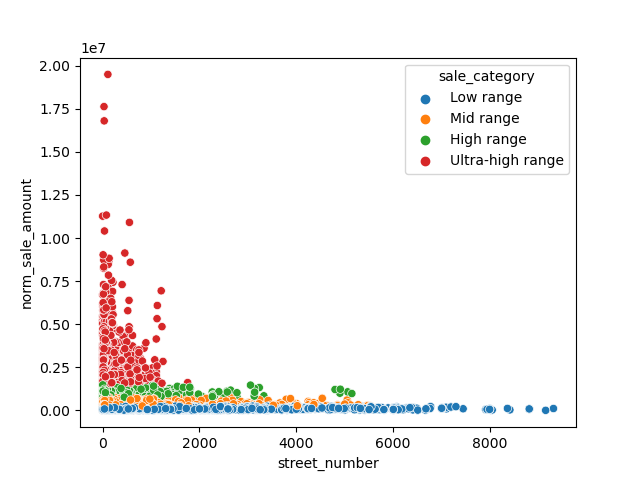 1e7
2.00
1.75
1.50
1.25
1.00
0.75
0.50
0.25
0.00
norm_sale_amount
0 2000 4000 6000 8000
street_number
sale_category
Low range
Mid range
High range
Ultra-high range